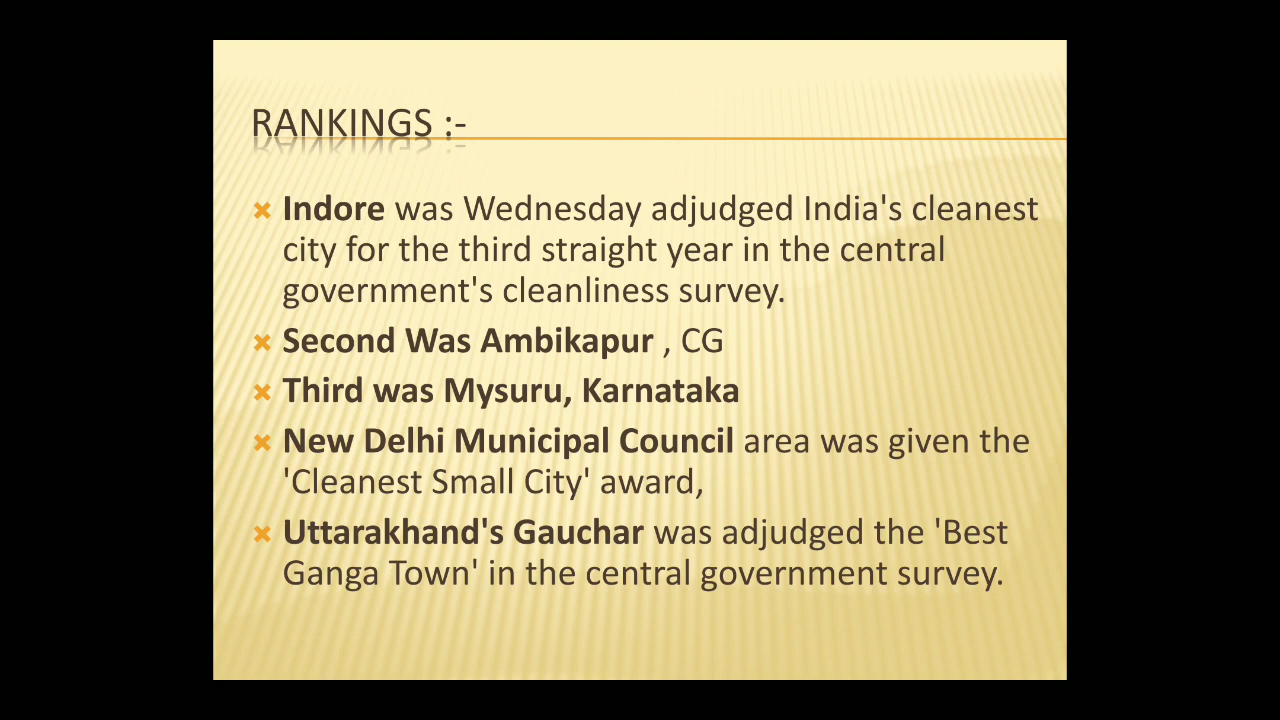 RANKINGS :-
Indore was Wednesday adjudged India's cleanest
city for the third straight year in the central
government's cleanliness survey.
Second Was Ambikapur , CG
Third was Mysuru, Karnataka
New Delhi Municipal Council area was given the
'Cleanest Small City' award,
Uttarakhand's Gauchar was adjudged the 'Best
Ganga Town' in the central government survey.